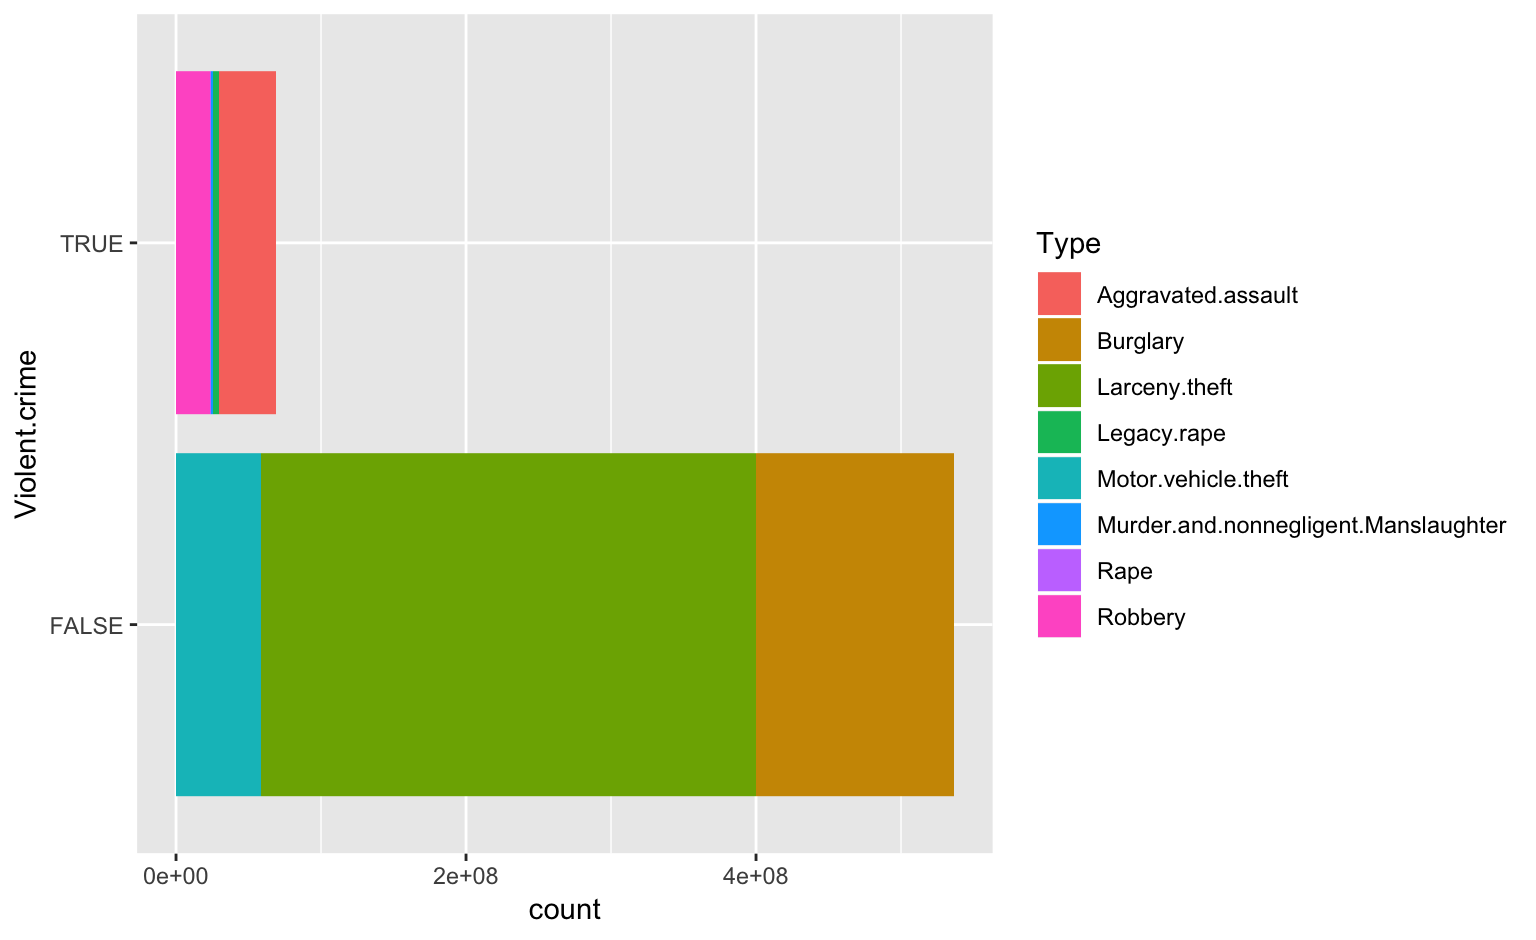 Violent.crime
TRUE
FALSE
0e+00 2e+08 4e+08
count
Type
Aggravated.assault
Burglary
Larceny.theft
Legacy.rape
Motor.vehicle.theft
Murder.and.nonnegligent.Manslaughter
Rape
Robbery